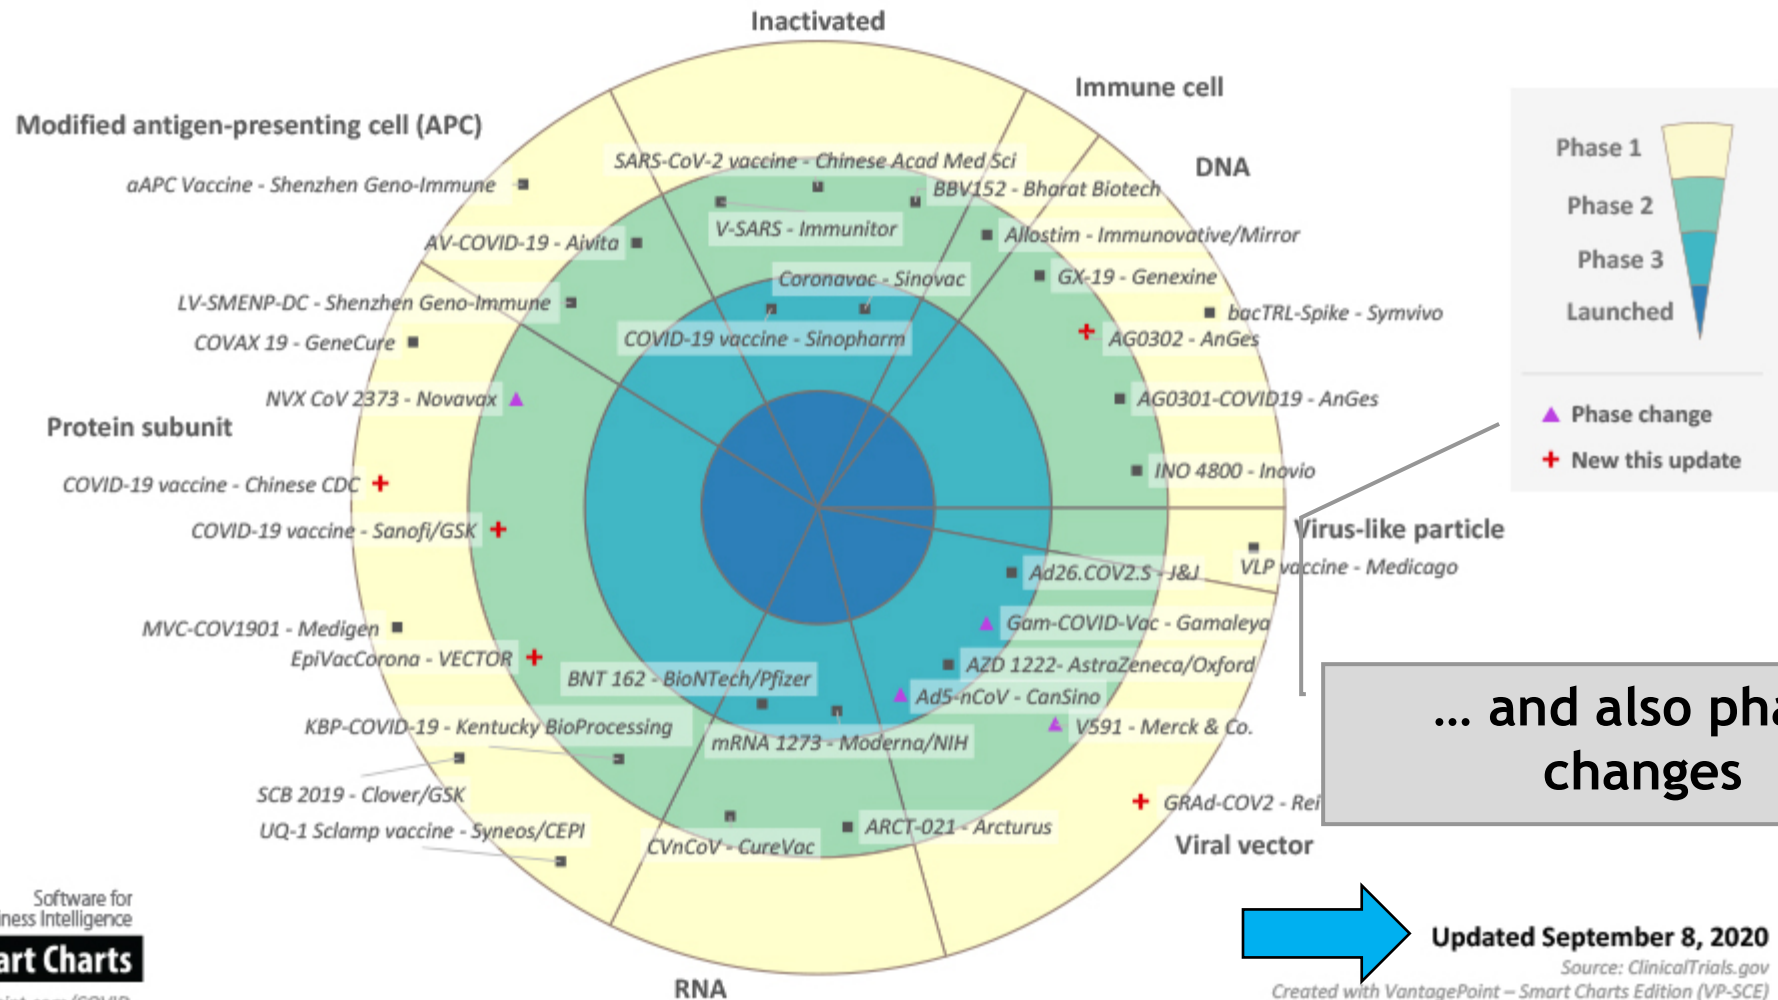 Inactivated
Immune cell
Modified antigen-presenting cell (APC)
DNA
aAPC Vaccine - Shenzhen Geno-Immune
SARS-CoV-2 vaccine - Chinese Acad Med Sci
BBV152 - Bharat Biotech
V-SARS - Immunitor
AV-COVID-19 - Aivita
Allostim - Immunovative/Mirror
Coronavac - Sinovac
GX-19 - Genexine
LV-SMENP-DC - Shenzhen Geno-Immune
bacTRL-Spike - Symvivo
COVAX 19 - GeneCure
COVID-19 vaccine - Sinopharm
AG0302 - AnGes
NVX CoV 2373 - Novavax
AG0301-COVID19 - AnGes
Protein subunit
INO 4800 - Inovio
COVID-19 vaccine - Chinese CDC
COVID-19 vaccine - Sanofi/GSK
Virus-like particle
VLP vaccine - Medicago
Ad26.COV2.S - J&J
MVC-COV1901 - Medigen
Gam-COVID-Vac - Gamaleya
EpiVacCorona - VECTOR
AZD 1222- AstraZeneca/Oxford
BNT 162 - BioNTech/Pfizer
Ad5-nCoV - CanSino
KBP-COVID-19 - Kentucky BioProcessing
V591 - Merck & Co.
mRNA 1273 - Moderna/NIH
SCB 2019 - Clover/GSK
GRAd-COV2 - Rei
UQ-1 Sclamp vaccine - Syneos/CEPI
ARCT-021 - Arcturus
CVnCoV - CureVac
Viral vector
RNA
Phase 1
Phase 2
Phase 3
Launched
Phase change
New this update
... and also pha
changes
Software for
iness Intelligence
art Charts
Updated September 8, 2020
Source: ClinicalTrials.gov
Created with VantagePoint – Smart Charts Edition (VP-SCE)